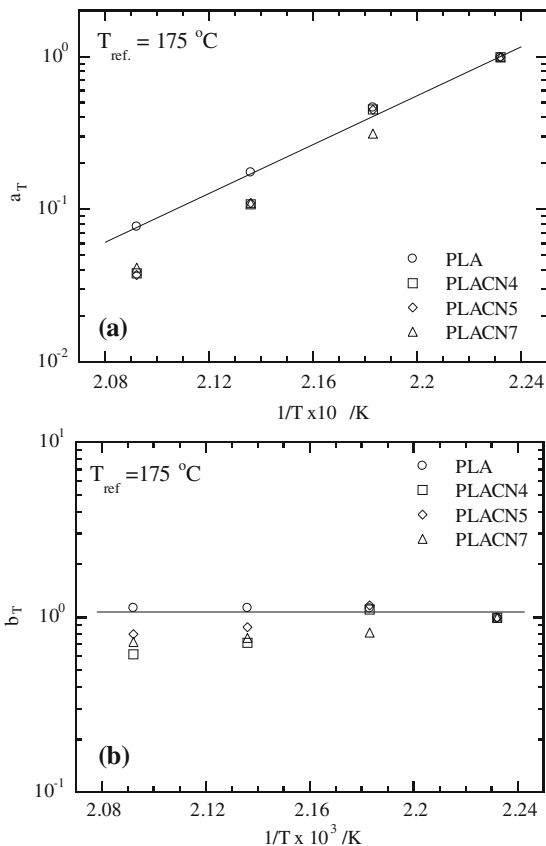 T_ref. = 175 °C (a)
10^0
10^-1
10^-2
a_T
PLA
PLACN4
PLACN5
PLACN7
(a)
2.08 2.12 2.16 2.2 2.24
1/T x10 /K
10^1
10^0
10^-1
b_T
T_ref =175 °C
PLA
PLACN4
PLACN5
PLACN7
(b)
2.08 2.12 2.16 2.2 2.24
1/T x 10^3 /K